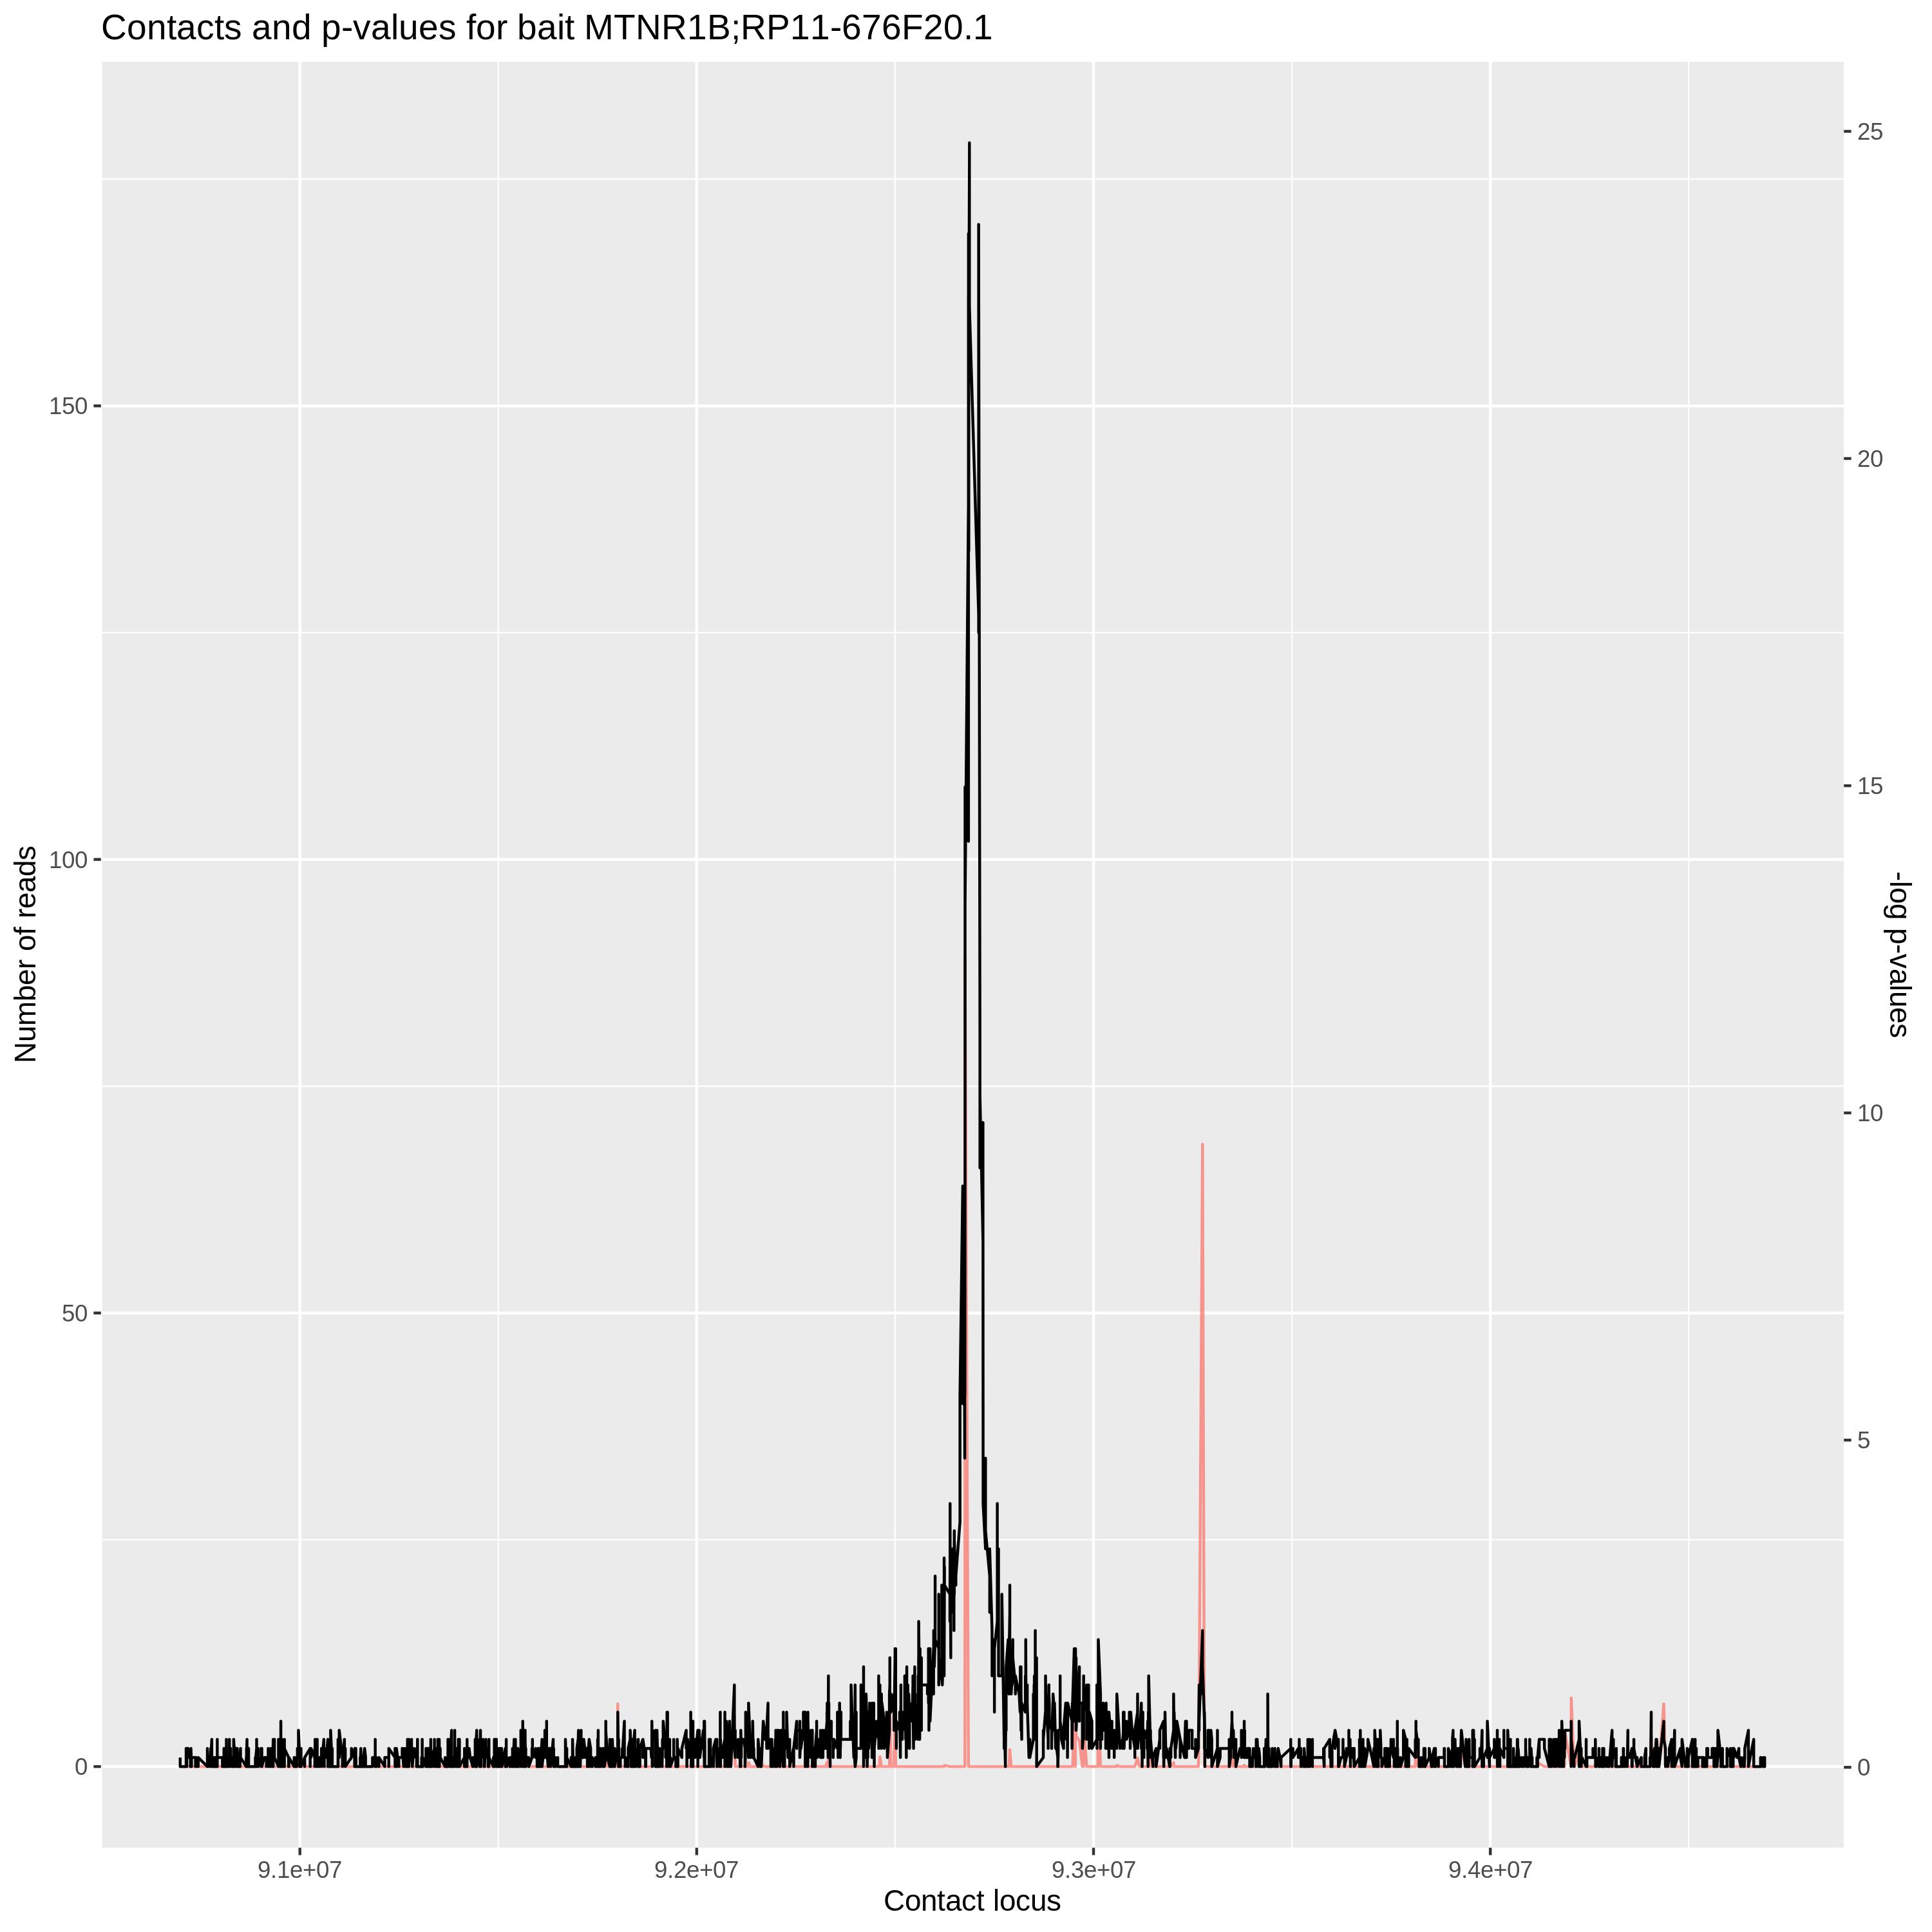 Contacts and p-values for bait MTNR1B;RP11-676F20.1
Number of reads
150
100
50
0
25
20
15
10
5
0
-log p-values
9.1e+07 9.2e+07 9.3e+07 9.4e+07
Contact locus